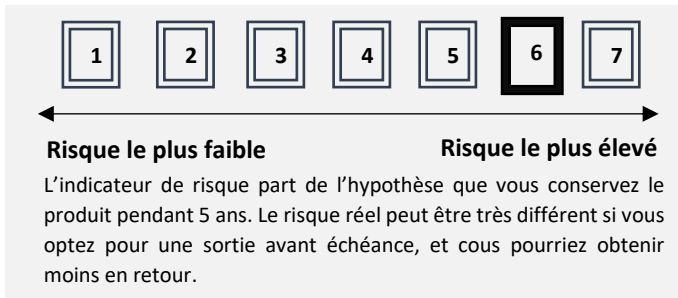 1 2 3 4 5 6 7
Risque le plus faible Risque le plus élevé
L’indicateur de risque part de l’hypothèse que vous conservez le
produit pendant 5 ans. Le risque réel peut être très différent si vous
optez pour une sortie avant échéance, et cous pourriez obtenir
moins en retour.